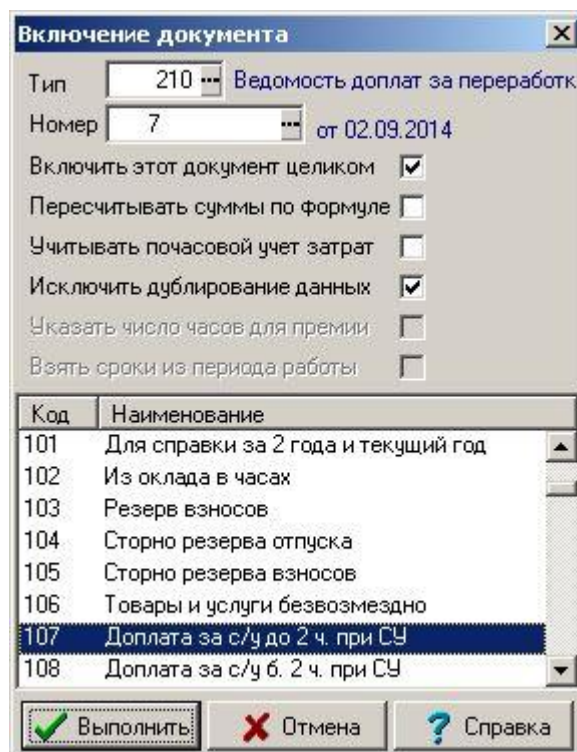 Включение документа
Тип 210 Ведомость доплат за переработк
Номер 7 от 02.09.2014
Включить этот документ целиком
Пересчитывать суммы по формуле
Учитывать почасовой учет затрат
Исключить дублирование данных
Указать число часов для премии
Взять сроки из периода работы
Код Наименование
101 Для справки за 2 года и текущий год
102 Из оклада в часах
103 Резерв взносов
104 Сторно резерва отпуска
105 Сторно резерва взносов
106 Товары и услуги безвозмездно
107 Доплата за с/у до 2 ч. при СУ
108 Доплата за с/у б. 2 ч. при СУ
Выполнить Отмена Справка